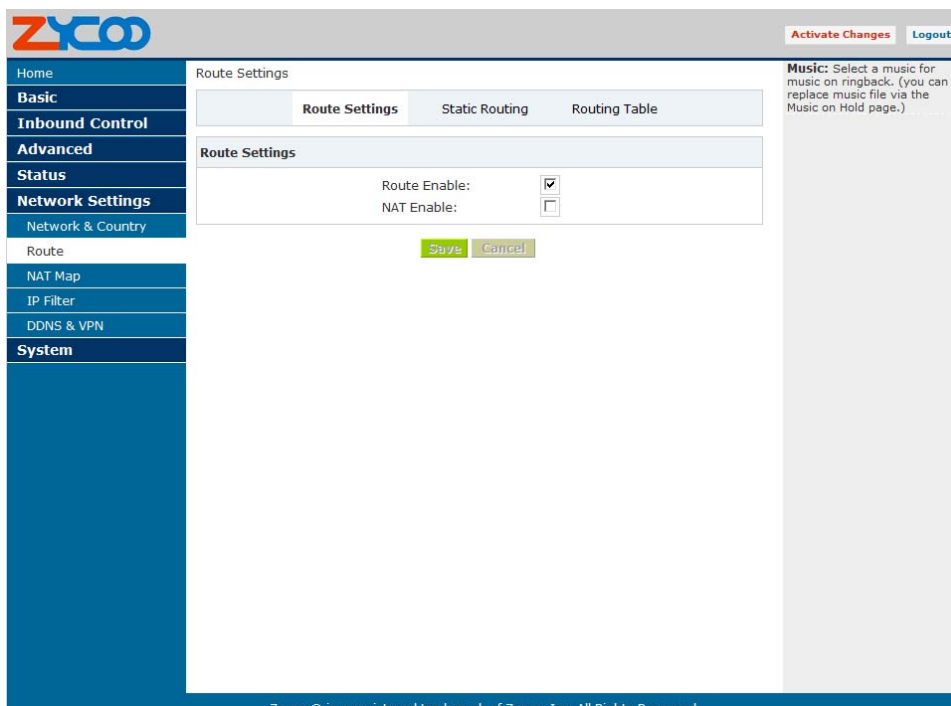 ZYCOO
Activate Changes
Logout
Home
Basic
Inbound Control
Advanced
Status
Network Settings
Network & Country
Route
NAT Map
IP Filter
DDNS & VPN
System
Route Settings
Route Settings
Static Routing
Routing Table
Route Settings
Route Enable:
NAT Enable:
Save
Cancel
Music: Select a music for
music on ringback. (you can
replace music file via the
Music on Hold page.)